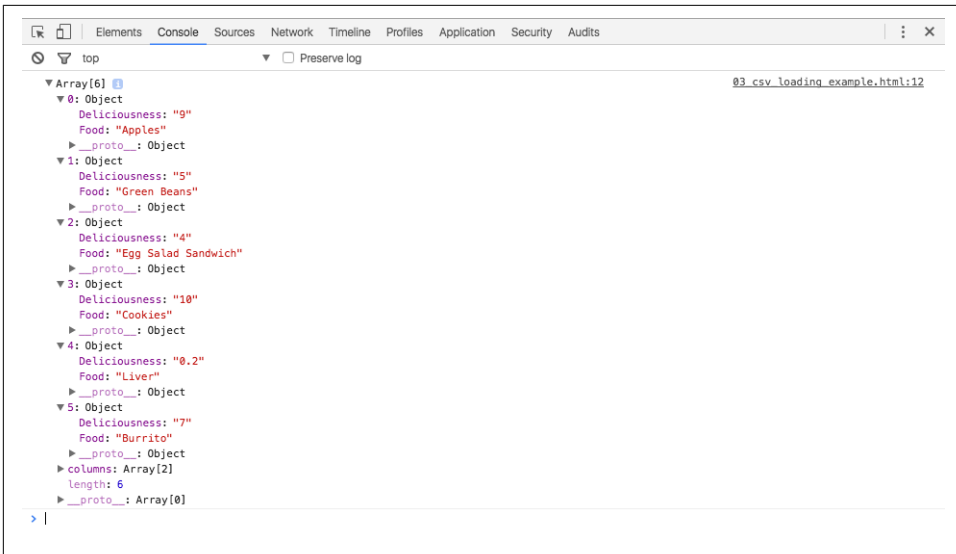 Elements Console Sources Network Timeline Profiles Application Security Audits
top Preserve log
Array[6] 03_csv_loading_example.html:12
0: Object
Deliciousness: "9"
Food: "Apples"
__proto__: Object
1: Object
Deliciousness: "5"
Food: "Green Beans"
__proto__: Object
2: Object
Deliciousness: "4"
Food: "Egg Salad Sandwich"
__proto__: Object
3: Object
Deliciousness: "10"
Food: "Cookies"
__proto__: Object
4: Object
Deliciousness: "0.2"
Food: "Liver"
__proto__: Object
5: Object
Deliciousness: "7"
Food: "Burrito"
__proto__: Object
columns: Array[2]
length: 6
__proto__: Array[0]